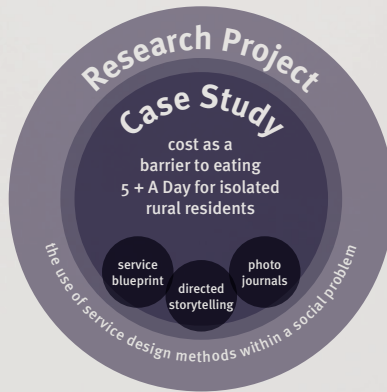 Research Project
Case Study
cost as a
barrier to eating
5 + A Day for isolated
rural residents
service
blueprint
directed
storytelling
photo
journals
the use of service design methods within a social problem